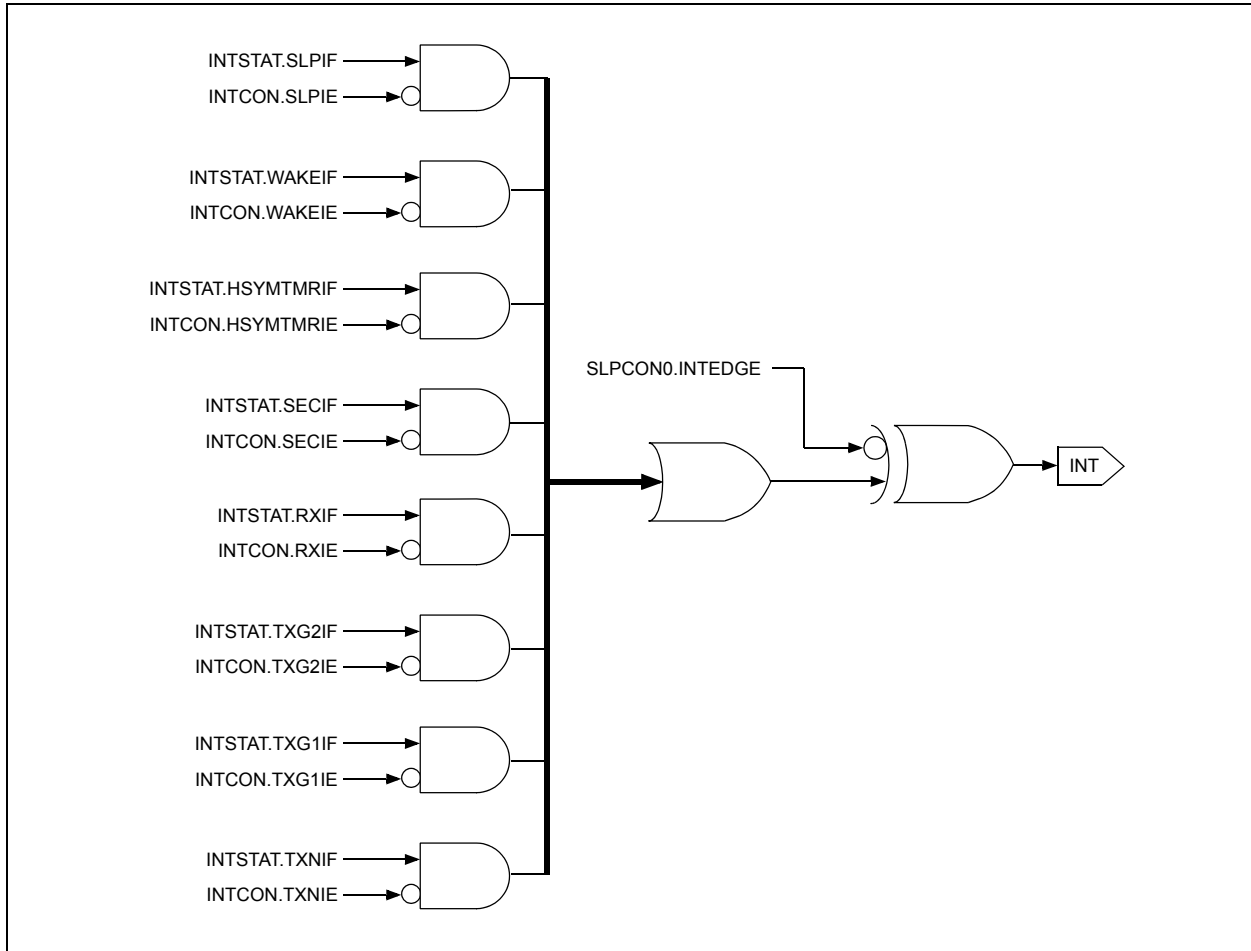 INTSTAT.SLPIF
INTCON.SLPIE
INTSTAT.WAKEIF
INTCON.WAKEIE
INTSTAT.HSYMTMRIF
INTCON.HSYMTMRIE
SLPCON0.INTEDGE
INTSTAT.SECIF
INTCON.SECIE
INT
INTSTAT.RXIF
INTCON.RXIE
INTSTAT.TXG2IF
INTCON.TXG2IE
INTSTAT.TXG1IF
INTCON.TXG1IE
INTSTAT.TXNIF
INTCON.TXNIE